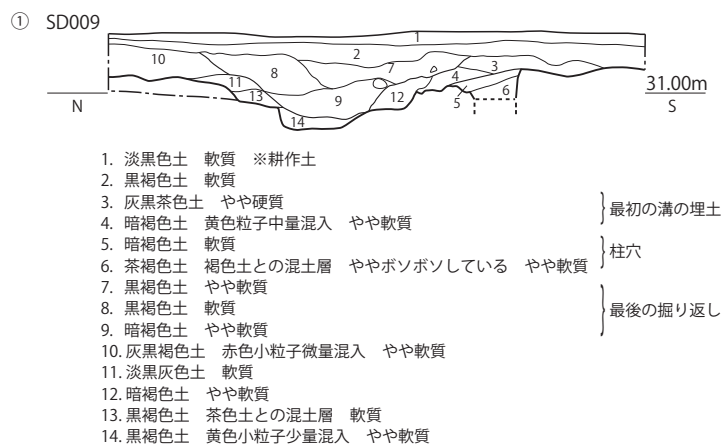 ① SD009
1
2
10
8
7
3
4
11
13
9
12
5
6
14
31.00m
N
S
1. 淡黒色土 軟質 ※耕作土
2. 黒褐色土 軟質
3. 灰黒茶色土 やや硬質
4. 暗褐色土 黄色粒子中量混入 やや軟質
最初の溝の埋土
5. 暗褐色土 軟質
6. 茶褐色土 褐色土との混土層 ややボソボソしている やや軟質
柱穴
7. 黒褐色土 やや軟質
8. 黒褐色土 軟質
9. 暗褐色土 やや軟質
最後の掘り返し
10. 灰黒褐色土 赤色小粒子微量混入 やや軟質
11. 淡黒灰色土 軟質
12. 暗褐色土 やや軟質
13. 黒褐色土 茶色土との混土層 軟質
14. 黒褐色土 黄色小粒子少量混入 やや軟質